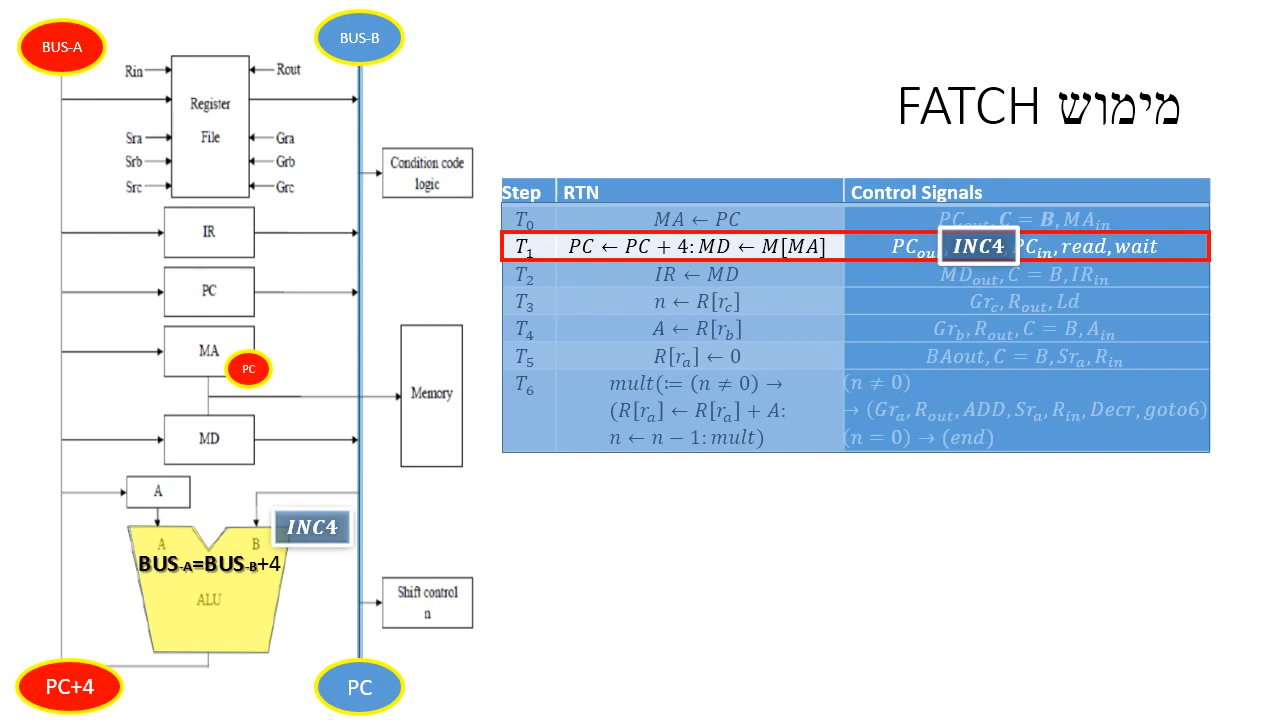 מימוש FATCH
BUS-A
BUS-B
Rin
Rout
Register
File
Sra
Gra
Srb
Grb
Src
Grc
Condition code
logic
IR
PC
MA
PC
Memory
MD
A
INC4
A
B
BUS-A=BUS-B+4
ALU
Shift control
n
PC+4
PC
Step RTN Control Signals
T0 MA ← PC PCout, C = B, MAin
T1 PC ← PC + 4: MD ← M[MA] PCou INC4 PCin, read, wait
T2 IR ← MD MDout, C = B, IRin
T3 n ← R[rc] Grc, Rout, Ld
T4 A ← R[rb] Grb, Rout, C = B, Ain
T5 R[ra] ← 0 BAout, C = B, Sra, Rin
T6 mult(≔ (n ≠ 0) → (n ≠ 0)
(R[ra] ← R[ra] + A: → (Gra, Rout, ADD, Sra, Rin, Decr, goto6)
n ← n − 1: mult) (n = 0) → (end)